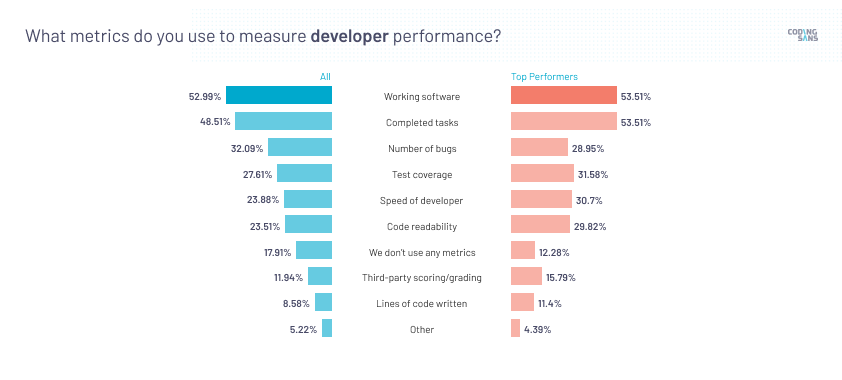 What metrics do you use to measure developer performance?
CODING
SANS
All
Top Performers
52.99% Working software 53.51%
48.51% Completed tasks 53.51%
32.09% Number of bugs 28.95%
27.61% Test coverage 31.58%
23.88% Speed of developer 30.7%
23.51% Code readability 29.82%
17.91% We don't use any metrics 12.28%
11.94% Third-party scoring/grading 15.79%
8.58% Lines of code written 11.4%
5.22% Other 4.39%